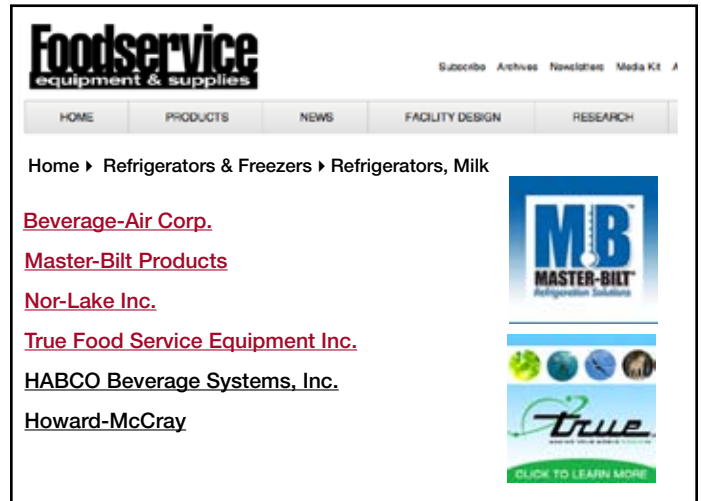 Foodservice
equipment & supplies
Subscribe Archives Newsletters Media Kit A
HOME PRODUCTS NEWS FACILITY DESIGN RESEARCH
Home ▸ Refrigerators & Freezers ▸ Refrigerators, Milk
Beverage-Air Corp.
Master-Bilt Products
Nor-Lake Inc.
True Food Service Equipment Inc.
HABCO Beverage Systems, Inc.
Howard-McCray
MB
MASTER-BILT
Refrigeration Solutions
true
CLICK TO LEARN MORE